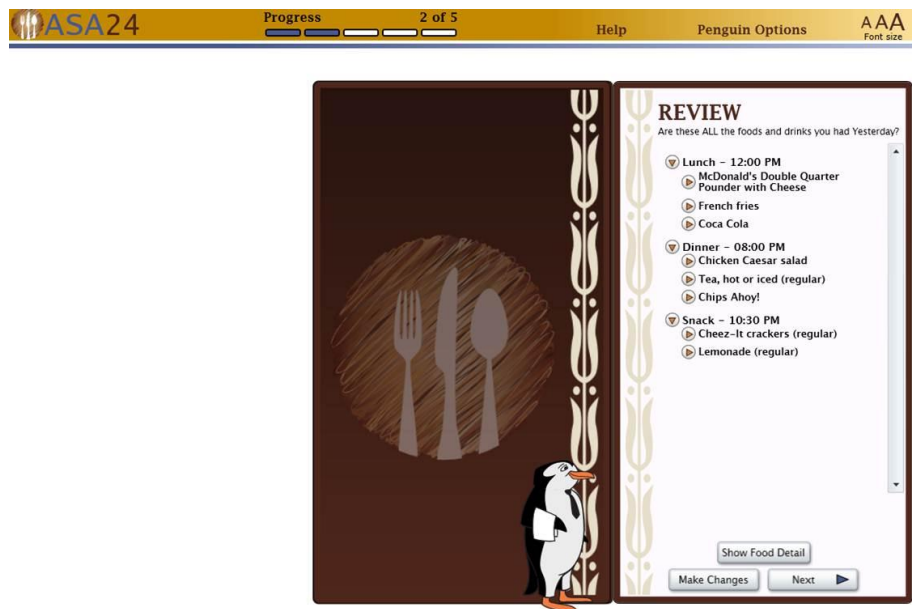 ASA24
Progress 2 of 5
Help
Penguin Options
A AA
Font size
REVIEW
Are these ALL the foods and drinks you had Yesterday?
Lunch – 12:00 PM
McDonald's Double Quarter
Pounder with Cheese
French fries
Coca Cola
Dinner – 08:00 PM
Chicken Caesar salad
Tea, hot or iced (regular)
Chips Ahoy!
Snack – 10:30 PM
Cheez-It crackers (regular)
Lemonade (regular)
Show Food Detail
Make Changes
Next